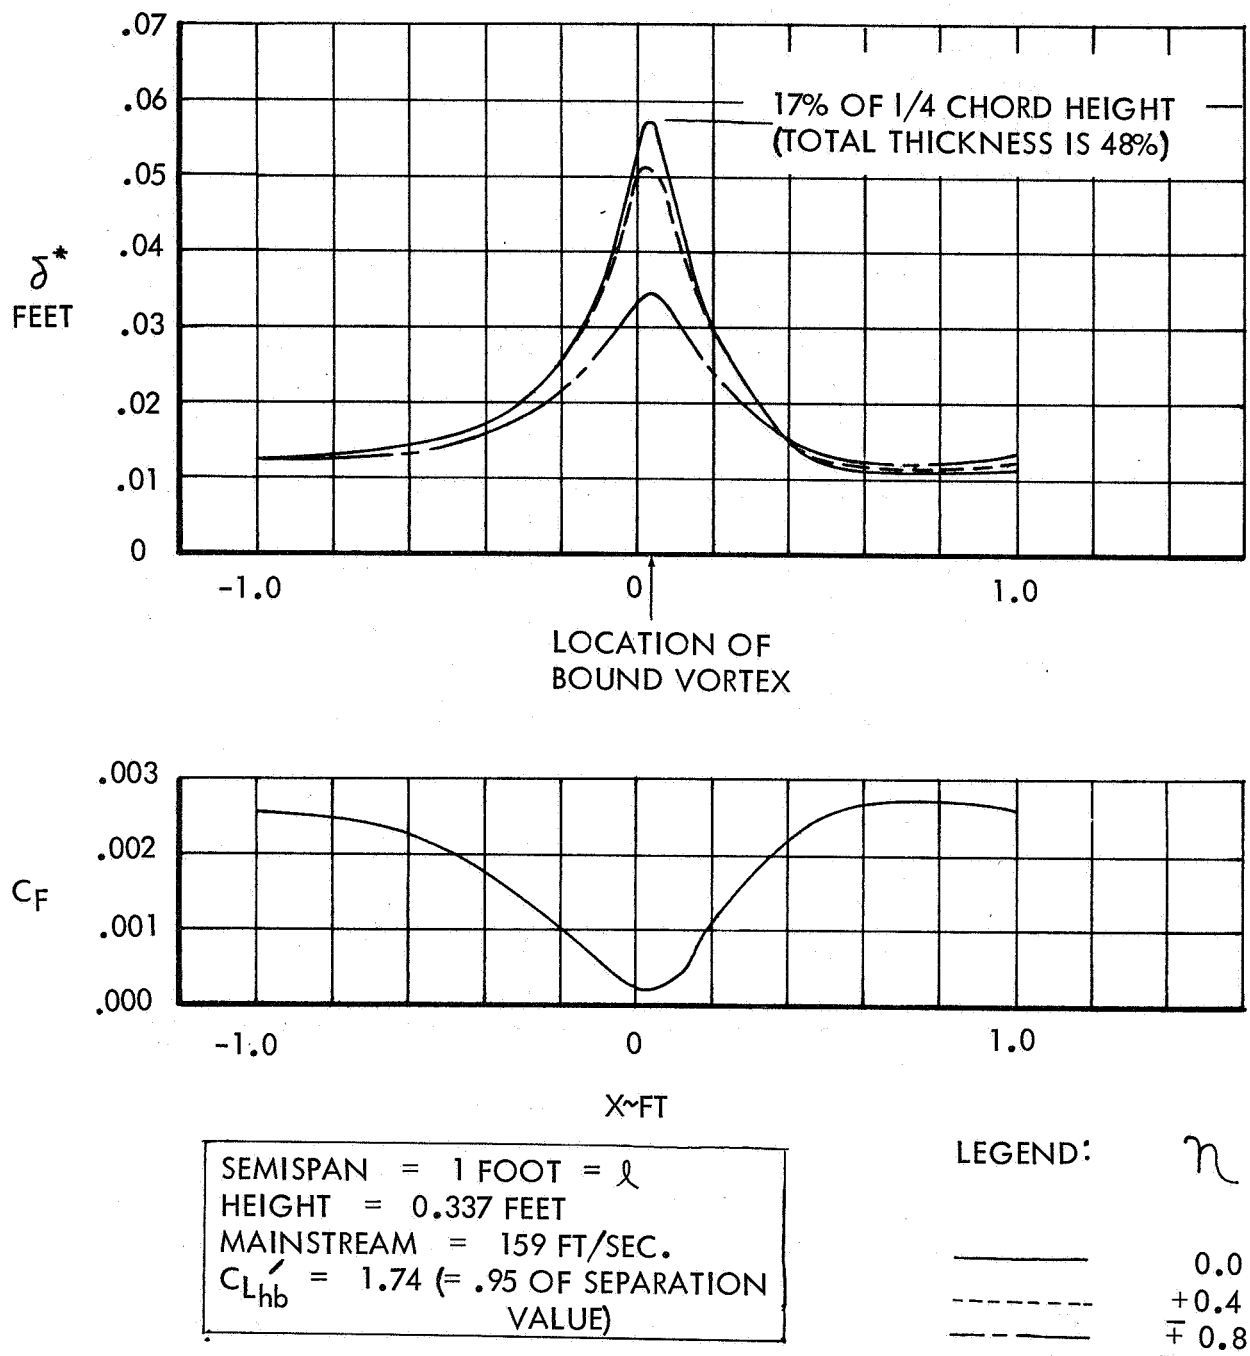 .07
.06
.05
.04
.03
.02
.01
0
δ*
FEET
17% OF 1/4 CHORD HEIGHT
(TOTAL THICKNESS IS 48%)
-1.0 0 1.0
LOCATION OF
BOUND VORTEX
.003
.002
.001
.000
CF
-1.0 0 1.0
X~FT
SEMISPAN = 1 FOOT = ℓ
HEIGHT = 0.337 FEET
MAINSTREAM = 159 FT/SEC.
CLhb′ = 1.74 (= .95 OF SEPARATION
VALUE)
LEGEND: η
0.0
+0.4
∓ 0.8